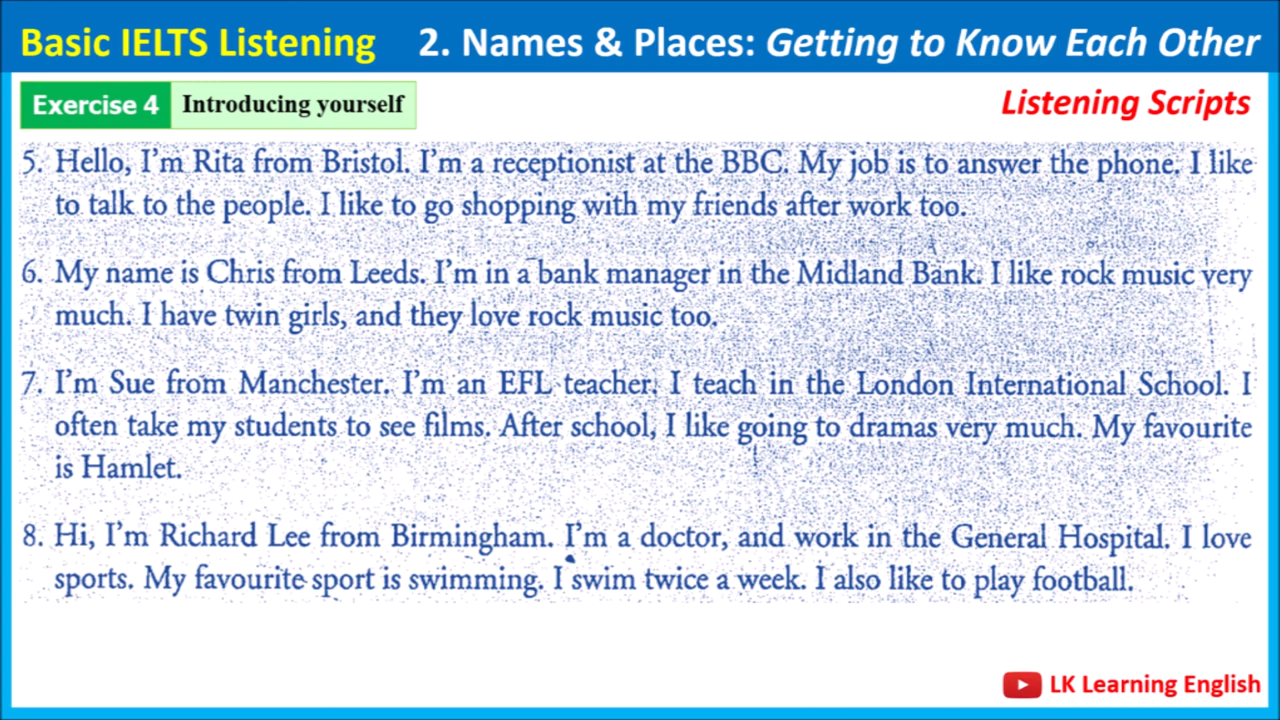 Basic IELTS Listening 2. Names & Places: Getting to Know Each Other
Exercise 4 Introducing yourself
Listening Scripts
5. Hello, I'm Rita from Bristol. I'm a receptionist at the BBC. My job is to answer the phone. I like
to talk to the people. I like to go shopping with my friends after work too.
6. My name is Chris from Leeds. I'm in a bank manager in the Midland Bank. I like rock music very
much. I have twin girls, and they love rock music too.
7. I'm Sue from Manchester. I'm an EFL teacher. I teach in the London International School. I
often take my students to see films. After school, I like going to dramas very much. My favourite
is Hamlet.
8. Hi, I'm Richard Lee from Birmingham. I'm a doctor, and work in the General Hospital. I love
sports. My favourite sport is swimming. I swim twice a week. I also like to play football.
LK Learning English